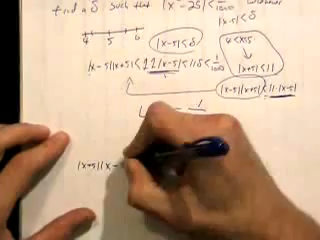 find a δ such that |x²-25| < 1/1000 whenever
|x-5| < δ
4 5 6
|x-5| < δ
4 < x < 6
|x+5| < 11
|x-5||x+5| < 11|x-5| < 11δ < 1/1000
|x-5||x+5| < 11·|x-5|
|x+5||x-